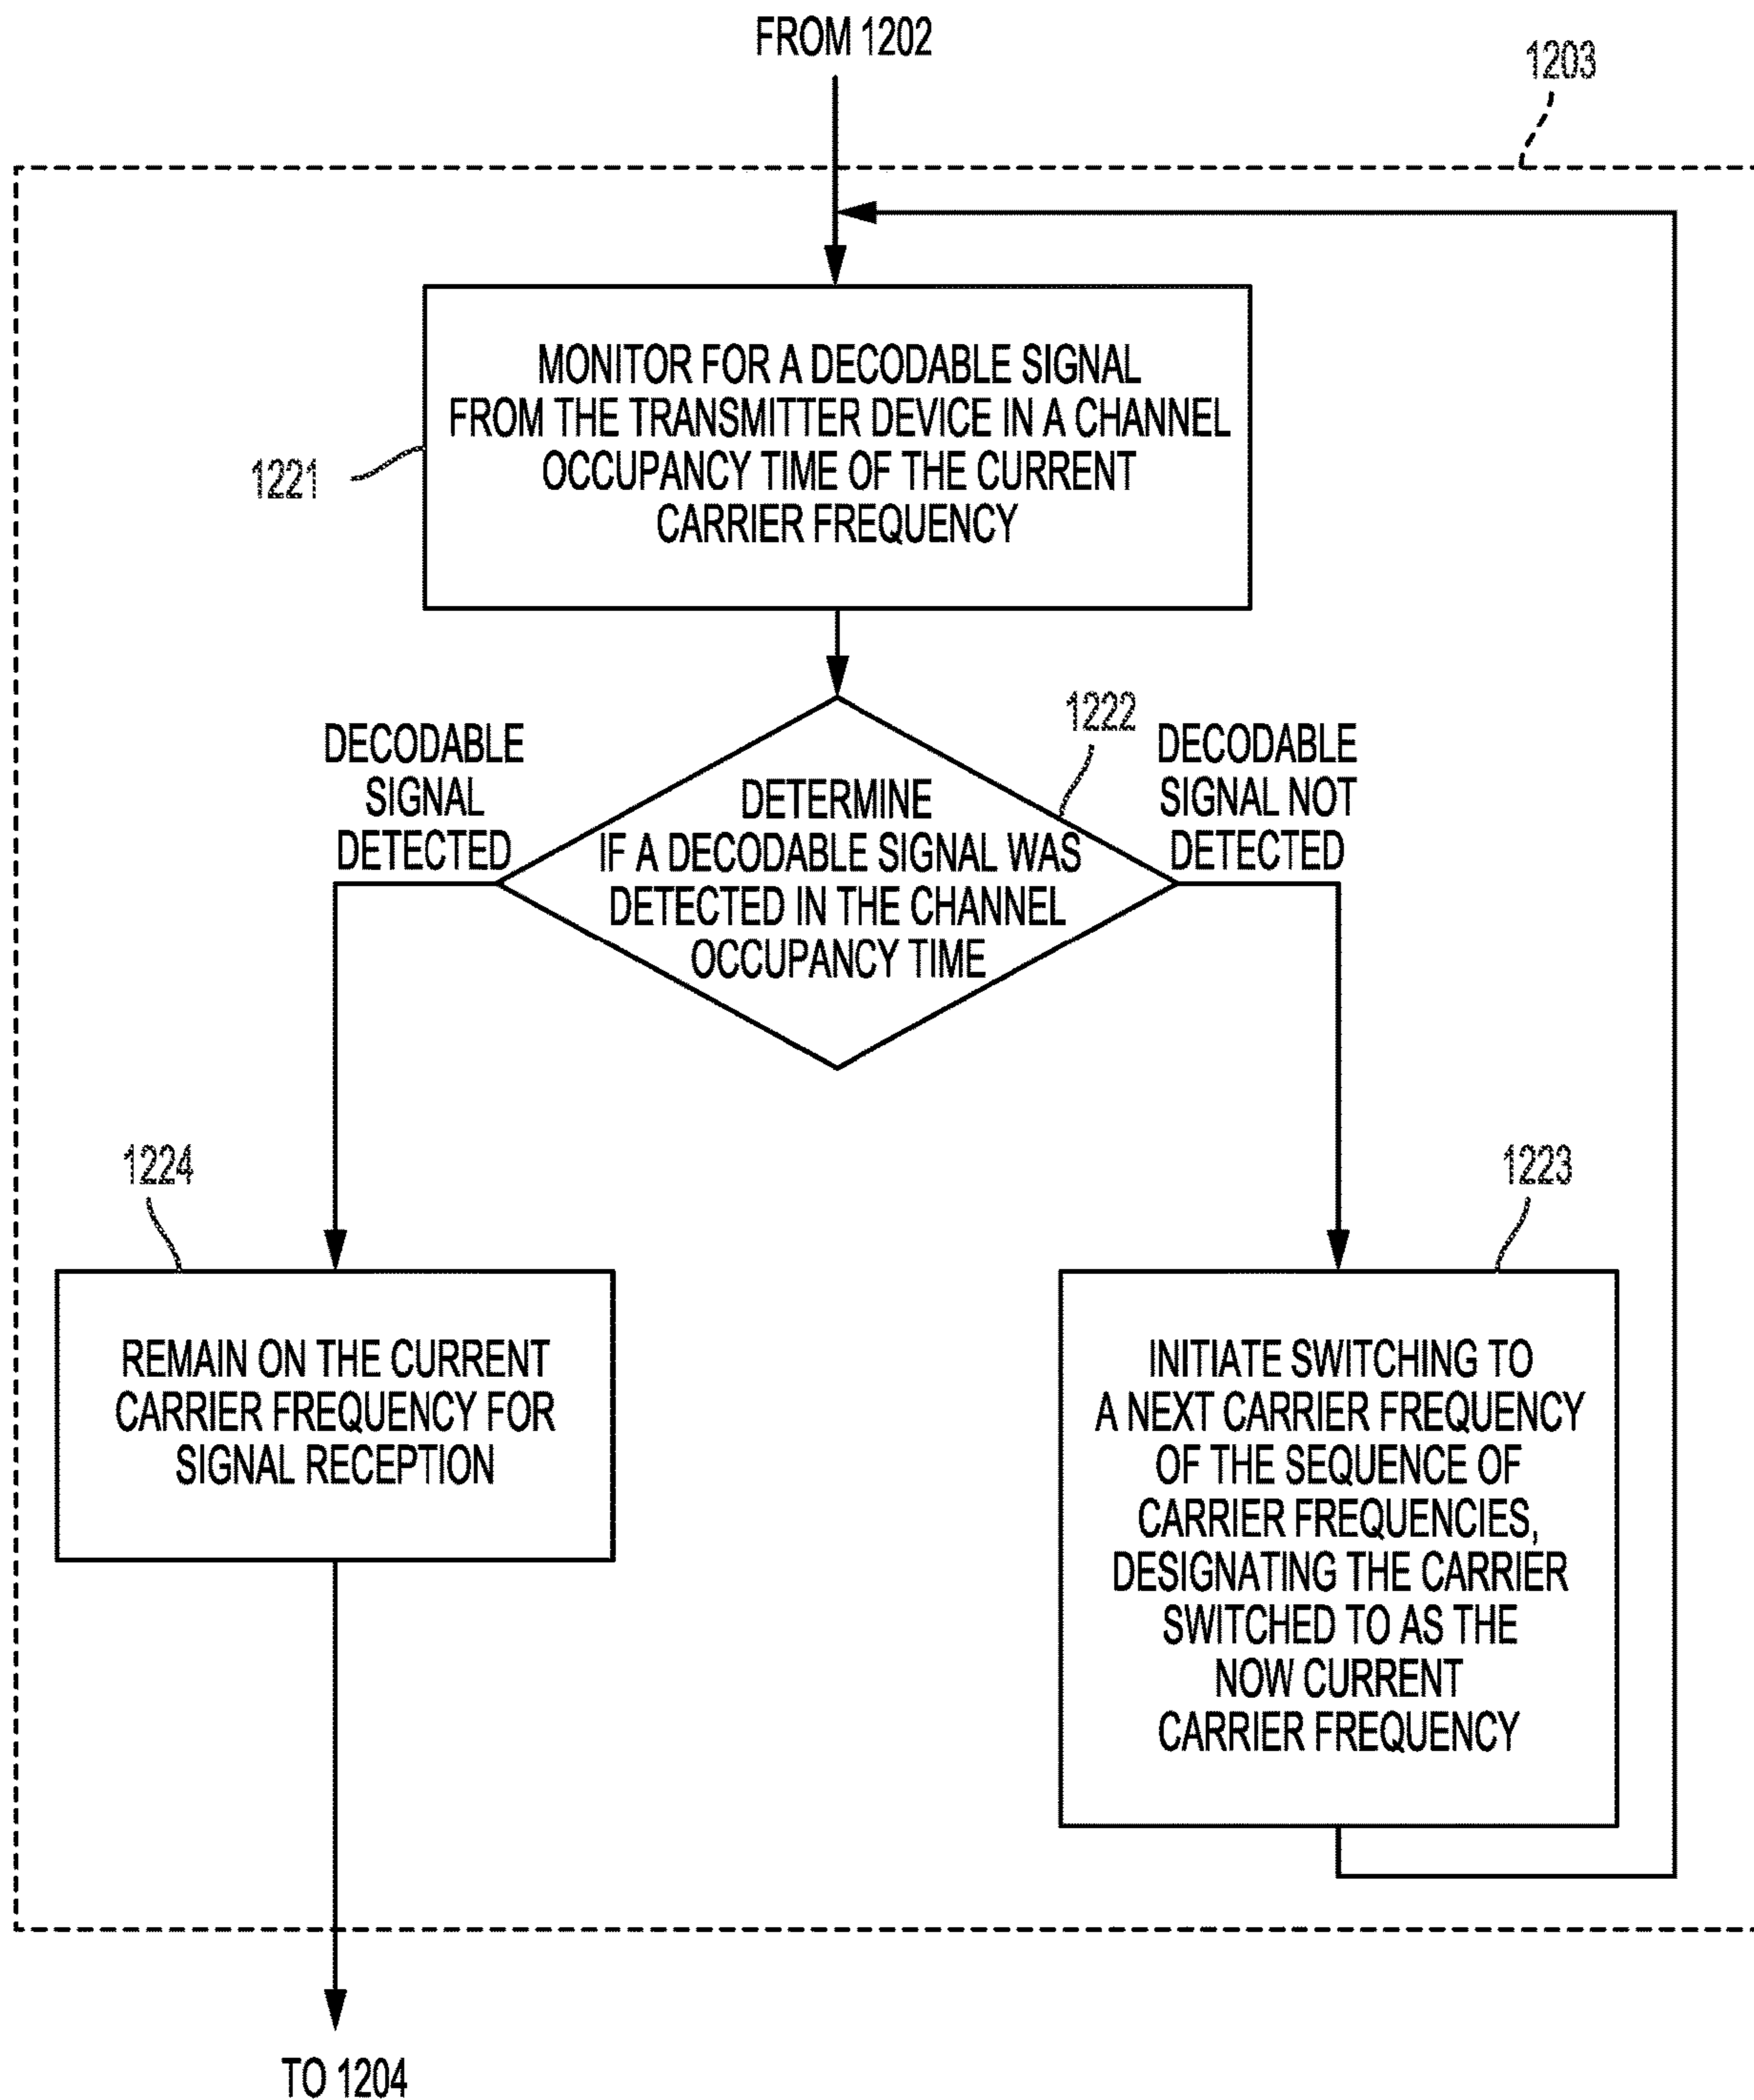 FROM 1202
1203
MONITOR FOR A DECODABLE SIGNAL
FROM THE TRANSMITTER DEVICE IN A CHANNEL
OCCUPANCY TIME OF THE CURRENT
CARRIER FREQUENCY
1221
1222
DECODABLE
SIGNAL
DETECTED
DETERMINE
IF A DECODABLE SIGNAL WAS
DETECTED IN THE CHANNEL
OCCUPANCY TIME
DECODABLE
SIGNAL NOT
DETECTED
1224
REMAIN ON THE CURRENT
CARRIER FREQUENCY FOR
SIGNAL RECEPTION
1223
INITIATE SWITCHING TO
A NEXT CARRIER FREQUENCY
OF THE SEQUENCE OF
CARRIER FREQUENCIES,
DESIGNATING THE CARRIER
SWITCHED TO AS THE
NOW CURRENT
CARRIER FREQUENCY
TO 1204